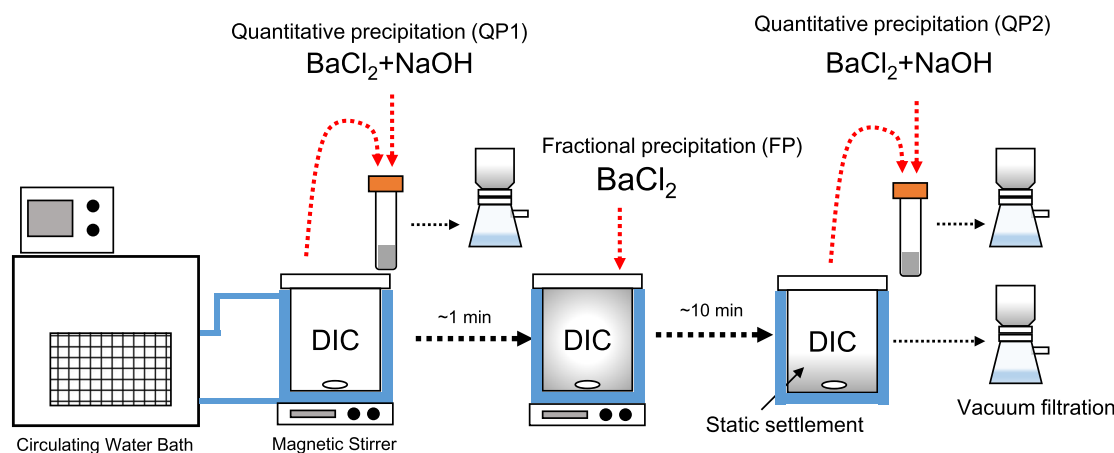 Quantitative precipitation (QP1)
BaCl₂+NaOH
Quantitative precipitation (QP2)
BaCl₂+NaOH
Fractional precipitation (FP)
BaCl₂
DIC
~1 min
DIC
~10 min
DIC
Static settlement
Vacuum filtration
Circulating Water Bath
Magnetic Stirrer